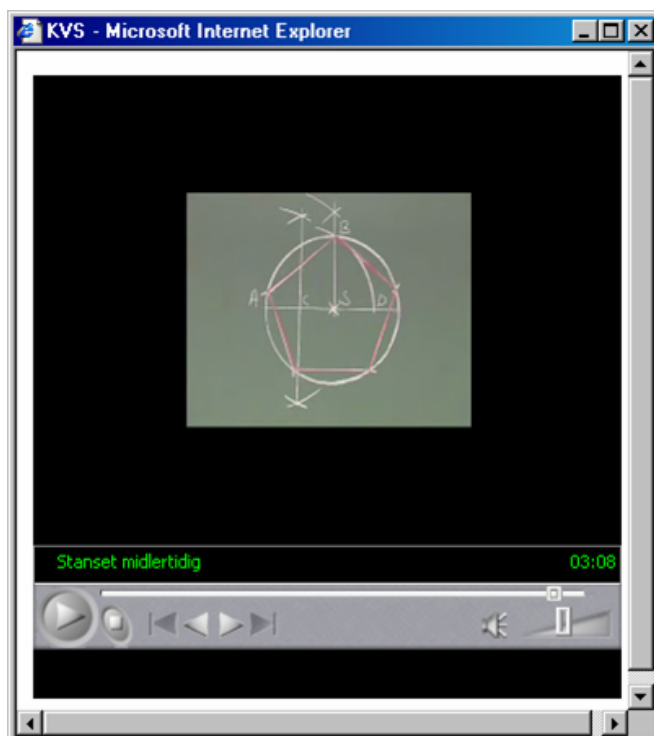 KVS - Microsoft Internet Explorer
B
A C S D
Stanset midlertidig 03:08